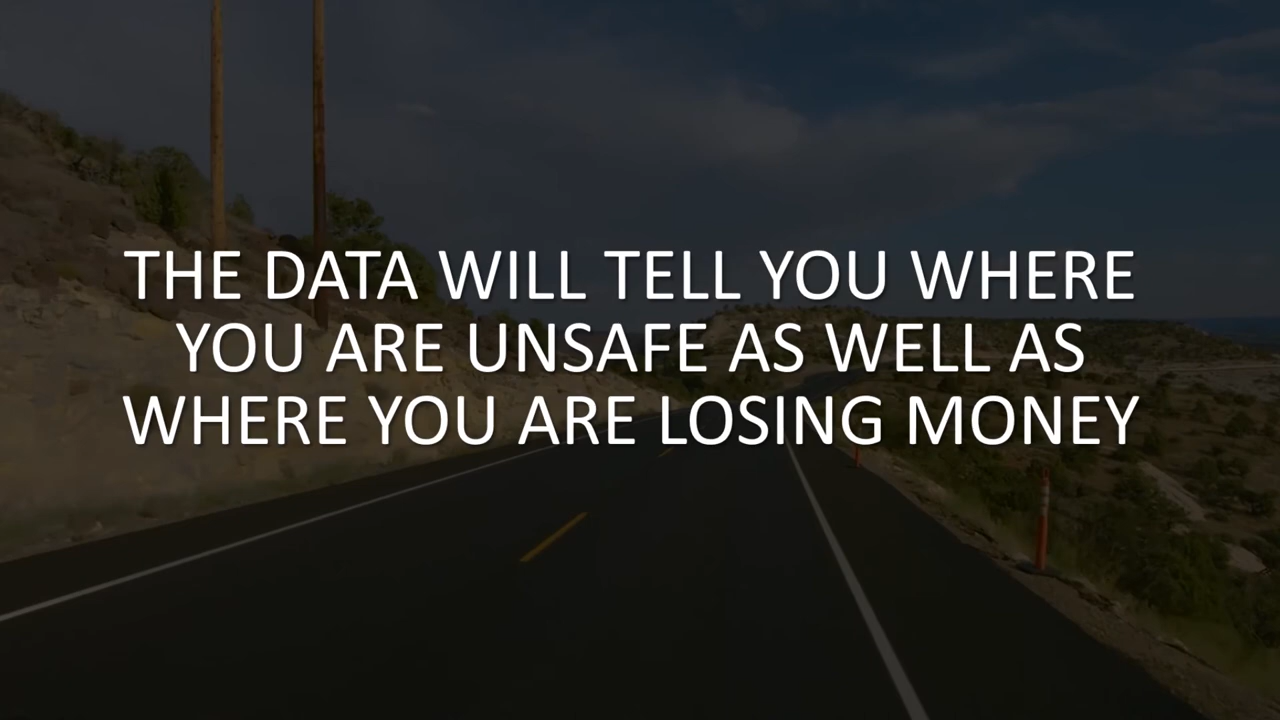 THE DATA WILL TELL YOU WHERE
YOU ARE UNSAFE AS WELL AS
WHERE YOU ARE LOSING MONEY